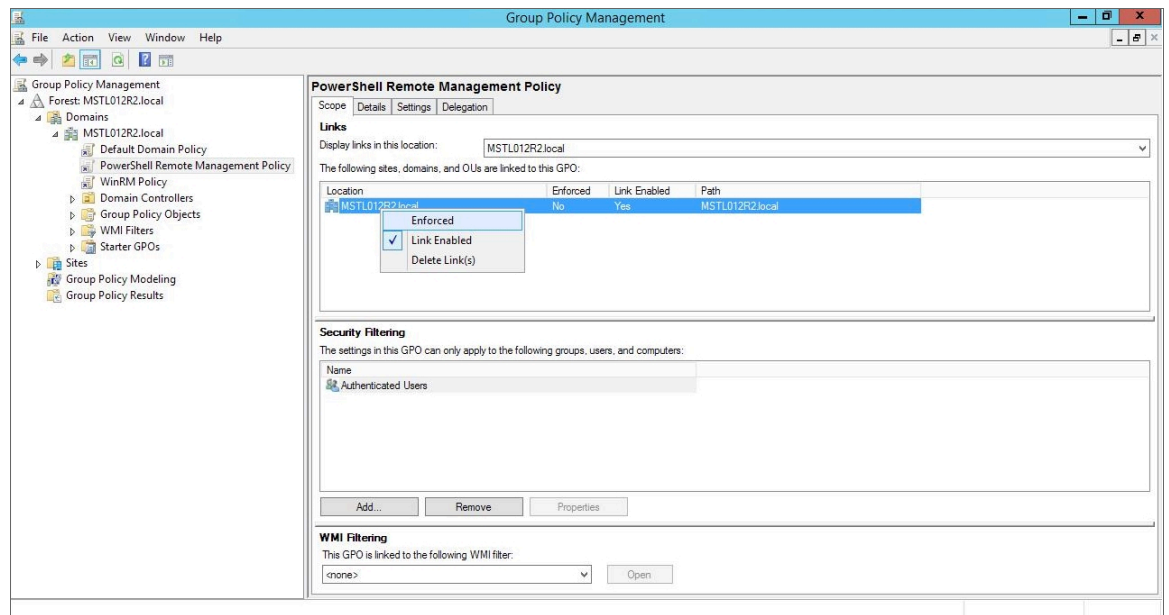 Group Policy Management
File Action View Window Help
Group Policy Management
Forest: MSTL012R2.local
Domains
MSTL012R2.local
Default Domain Policy
PowerShell Remote Management Policy
WinRM Policy
Domain Controllers
Group Policy Objects
WMI Filters
Starter GPOs
Sites
Group Policy Modeling
Group Policy Results
PowerShell Remote Management Policy
Scope Details Settings Delegation
Links
Display links in this location: MSTL012R2.local
The following sites, domains, and OUs are linked to this GPO:
Location Enforced Link Enabled Path
MSTL012R2.local No Yes MSTL012R2.local
Enforced
Link Enabled
Delete Link(s)
Security Filtering
The settings in this GPO can only apply to the following groups, users, and computers:
Name
Authenticated Users
Add... Remove Properties
WMI Filtering
This GPO is linked to the following WMI filter:
<none> Open